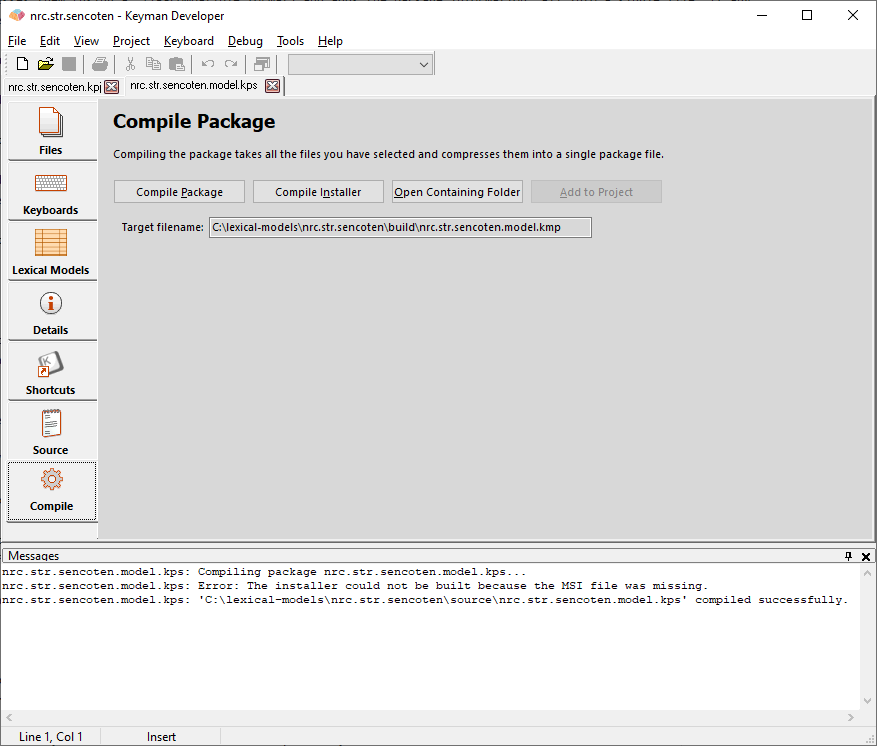 nrc.str.sencoten - Keyman Developer
File Edit View Project Keyboard Debug Tools Help
nrc.str.sencoten.kpj nrc.str.sencoten.model.kps
Files
Keyboards
Lexical Models
Details
Shortcuts
Source
Compile
Compile Package
Compiling the package takes all the files you have selected and compresses them into a single package file.
Compile Package Compile Installer Open Containing Folder Add to Project
Target filename: C:\lexical-models\nrc.str.sencoten\build\nrc.str.sencoten.model.kmp
Messages
nrc.str.sencoten.model.kps: Compiling package nrc.str.sencoten.model.kps...
nrc.str.sencoten.model.kps: Error: The installer could not be built because the MSI file was missing.
nrc.str.sencoten.model.kps: 'C:\lexical-models\nrc.str.sencoten\source\nrc.str.sencoten.model.kps' compiled successfully.
Line 1, Col 1 Insert